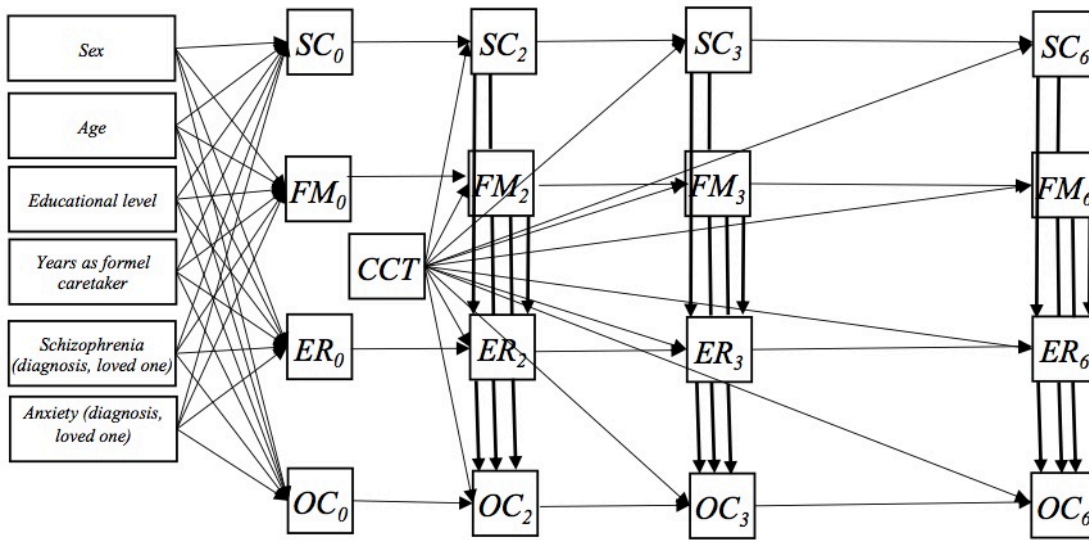 Sex
Age
Educational level
Years as formel
caretaker
Schizophrenia
(diagnosis, loved one)
Anxiety (diagnosis,
loved one)
SC₀
SC₂
SC₃
SC₆
FM₀
FM₂
FM₃
FM₆
CCT
ER₀
ER₂
ER₃
ER₆
OC₀
OC₂
OC₃
OC₆